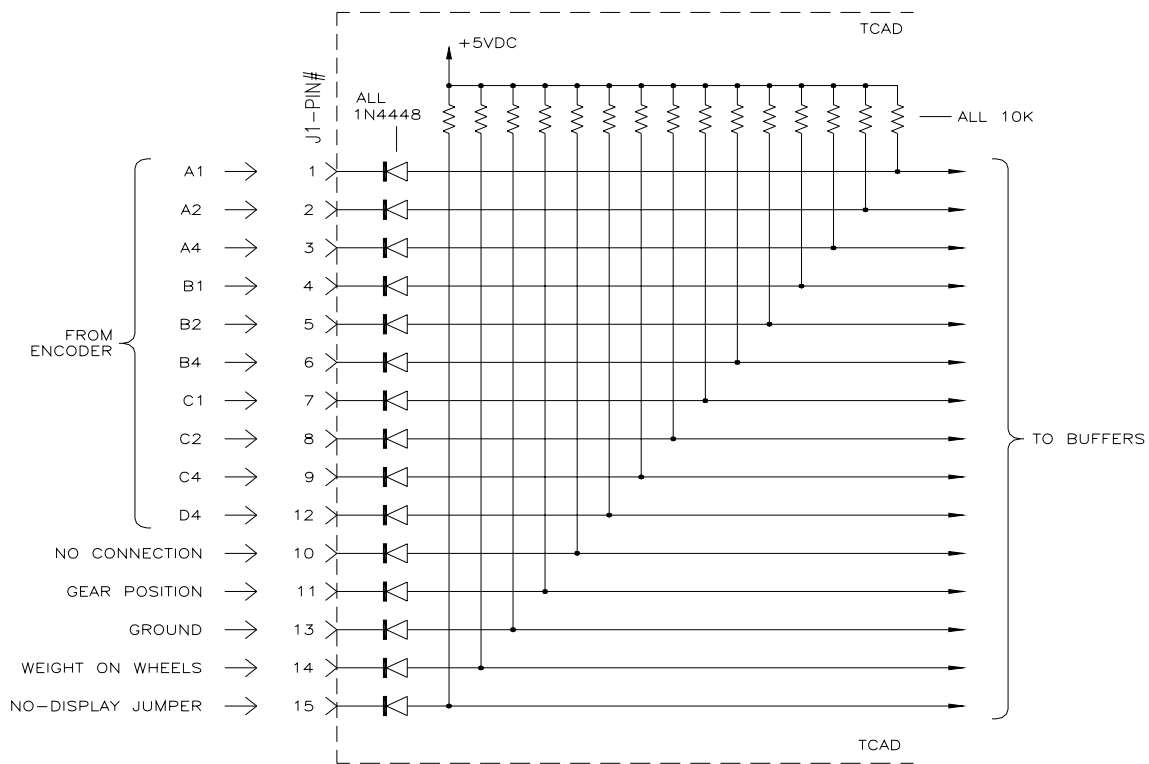 TCAD
+5VDC
J1-PIN#
ALL
1N4448
ALL 10K
A1 1
A2 2
A4 3
B1 4
B2 5
FROM
ENCODER
B4 6
C1 7
C2 8
TO BUFFERS
C4 9
D4 12
NO CONNECTION 10
GEAR POSITION 11
GROUND 13
WEIGHT ON WHEELS 14
NO-DISPLAY JUMPER 15
TCAD